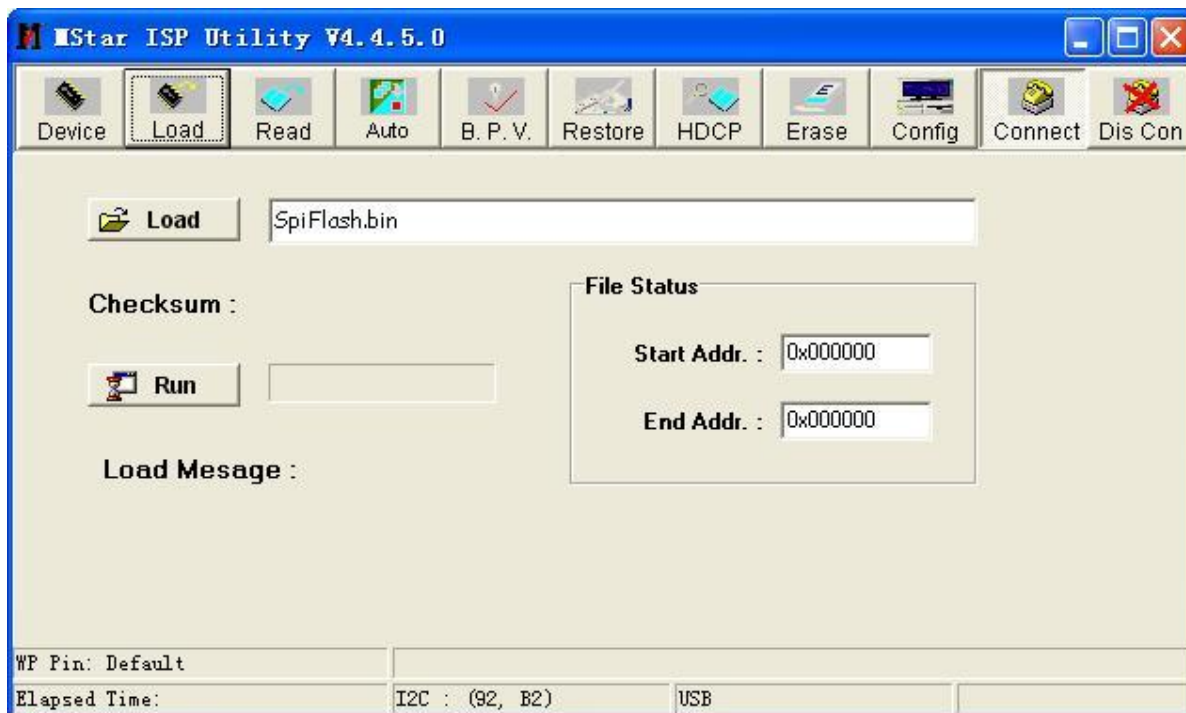 MStar ISP Utility V4.4.5.0
Device Load Read Auto B.P.V. Restore HDCP Erase Config Connect Dis Con
Load SpiFlash.bin
File Status
Checksum :
Start Addr. : 0x000000
Run
End Addr. : 0x000000
Load Mesage :
WP Pin: Default
Elapsed Time: I2C : (92, B2) USB